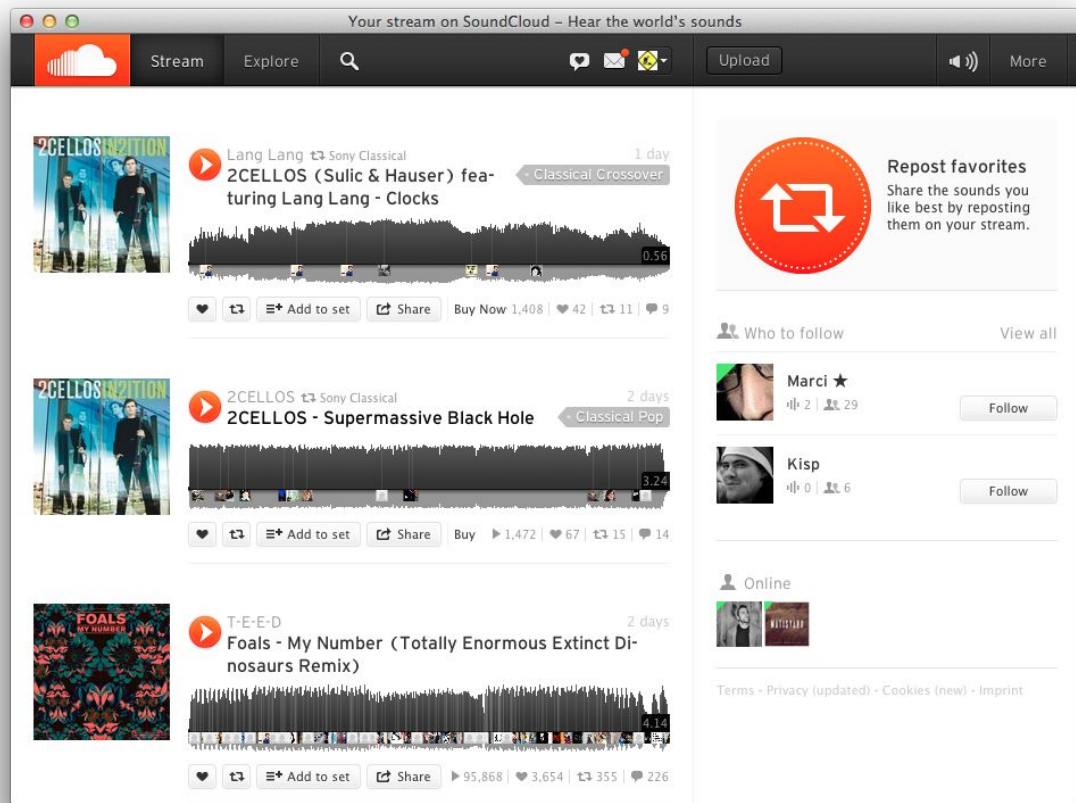 Your stream on SoundCloud – Hear the world's sounds
Stream
Explore
Upload
More
2CELLOS IN2ITION
Lang Lang Sony Classical
1 day
2CELLOS (Sulic & Hauser) fea-
turing Lang Lang - Clocks
Classical Crossover
0.56
Add to set
Share
Buy Now 1,408 42 11 9
2CELLOS IN2ITION
2CELLOS Sony Classical
2 days
2CELLOS - Supermassive Black Hole
Classical Pop
3.24
Add to set
Share
Buy 1,472 67 15 14
FOALS
MY NUMBER
T-E-E-D
2 days
Foals - My Number (Totally Enormous Extinct Di-
nosaurs Remix)
4.14
Add to set
Share
95,868 3,654 355 226
Repost favorites
Share the sounds you
like best by reposting
them on your stream.
Who to follow
View all
Marci ★
2 29
Follow
Kisp
0 6
Follow
Online
Terms - Privacy (updated) - Cookies (new) - Imprint